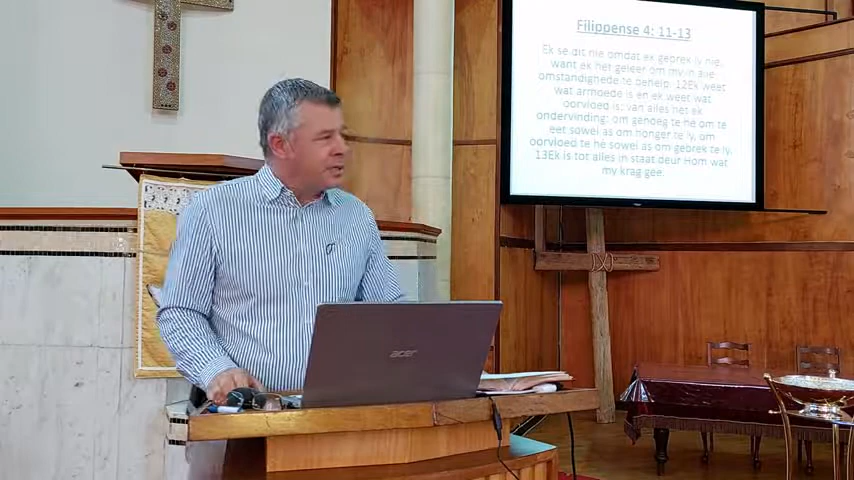 Filippense 4: 11-13
Ek sê dit nie omdat ek gebrek ly nie,
want ek het geleer om my in alle
omstandighede te behelp. 12Ek weet
wat armoede is en ek weet wat
oorvloed is; van alles het ek
ondervinding: om genoeg te hê om te
eet sowel as om honger te ly, om
oorvloed te hê sowel as om gebrek te ly.
13Ek is tot alles in staat deur Hom wat
my krag gee.
acer